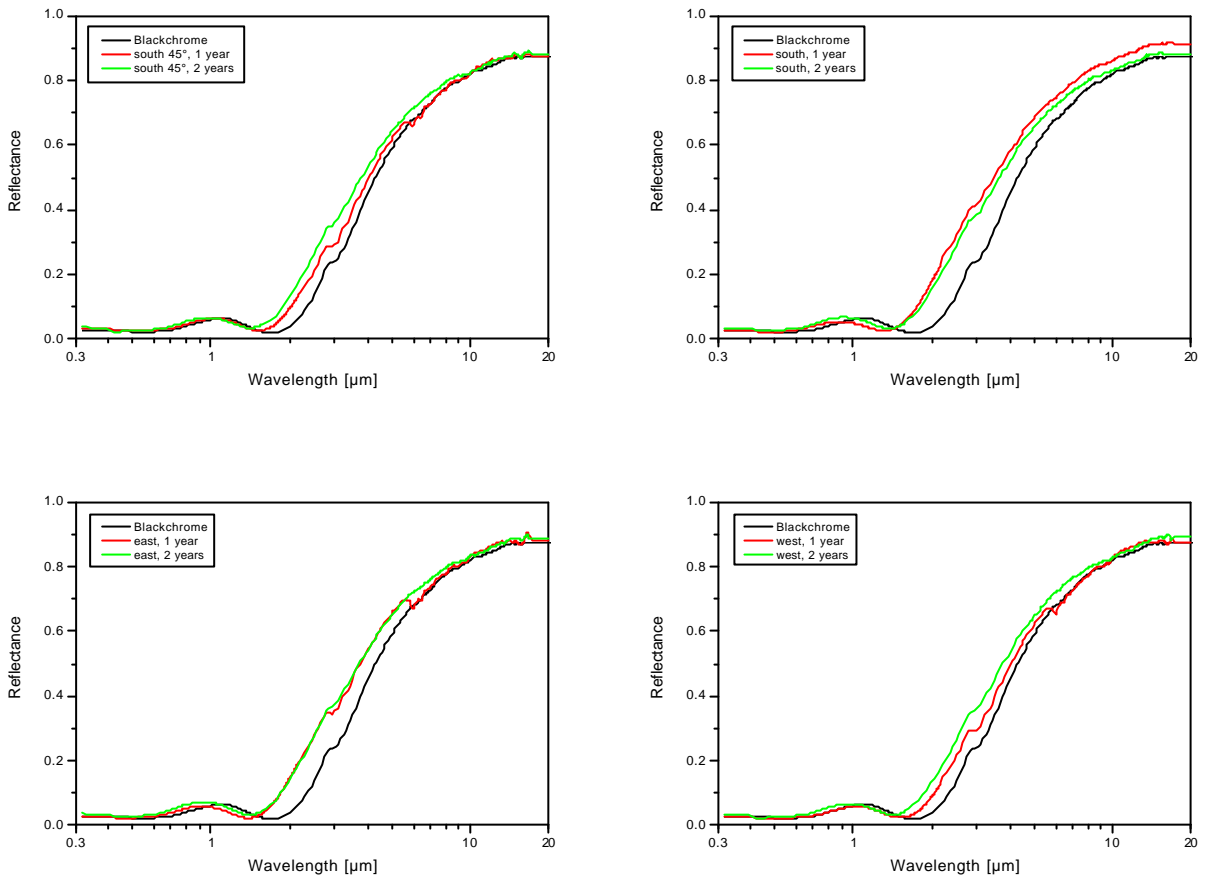 1.0
0.8
0.6
0.4
0.2
0.0
Reflectance
Blackchrome
south 45°, 1 year
south 45°, 2 years
0.3
1
10
20
Wavelength [µm]
1.0
0.8
0.6
0.4
0.2
0.0
Reflectance
Blackchrome
south, 1 year
south, 2 years
0.3
1
10
20
Wavelength [µm]
1.0
0.8
0.6
0.4
0.2
0.0
Reflectance
Blackchrome
east, 1 year
east, 2 years
0.3
1
10
20
Wavelength [µm]
1.0
0.8
0.6
0.4
0.2
0.0
Reflectance
Blackchrome
west, 1 year
west, 2 years
0.3
1
10
20
Wavelength [µm]